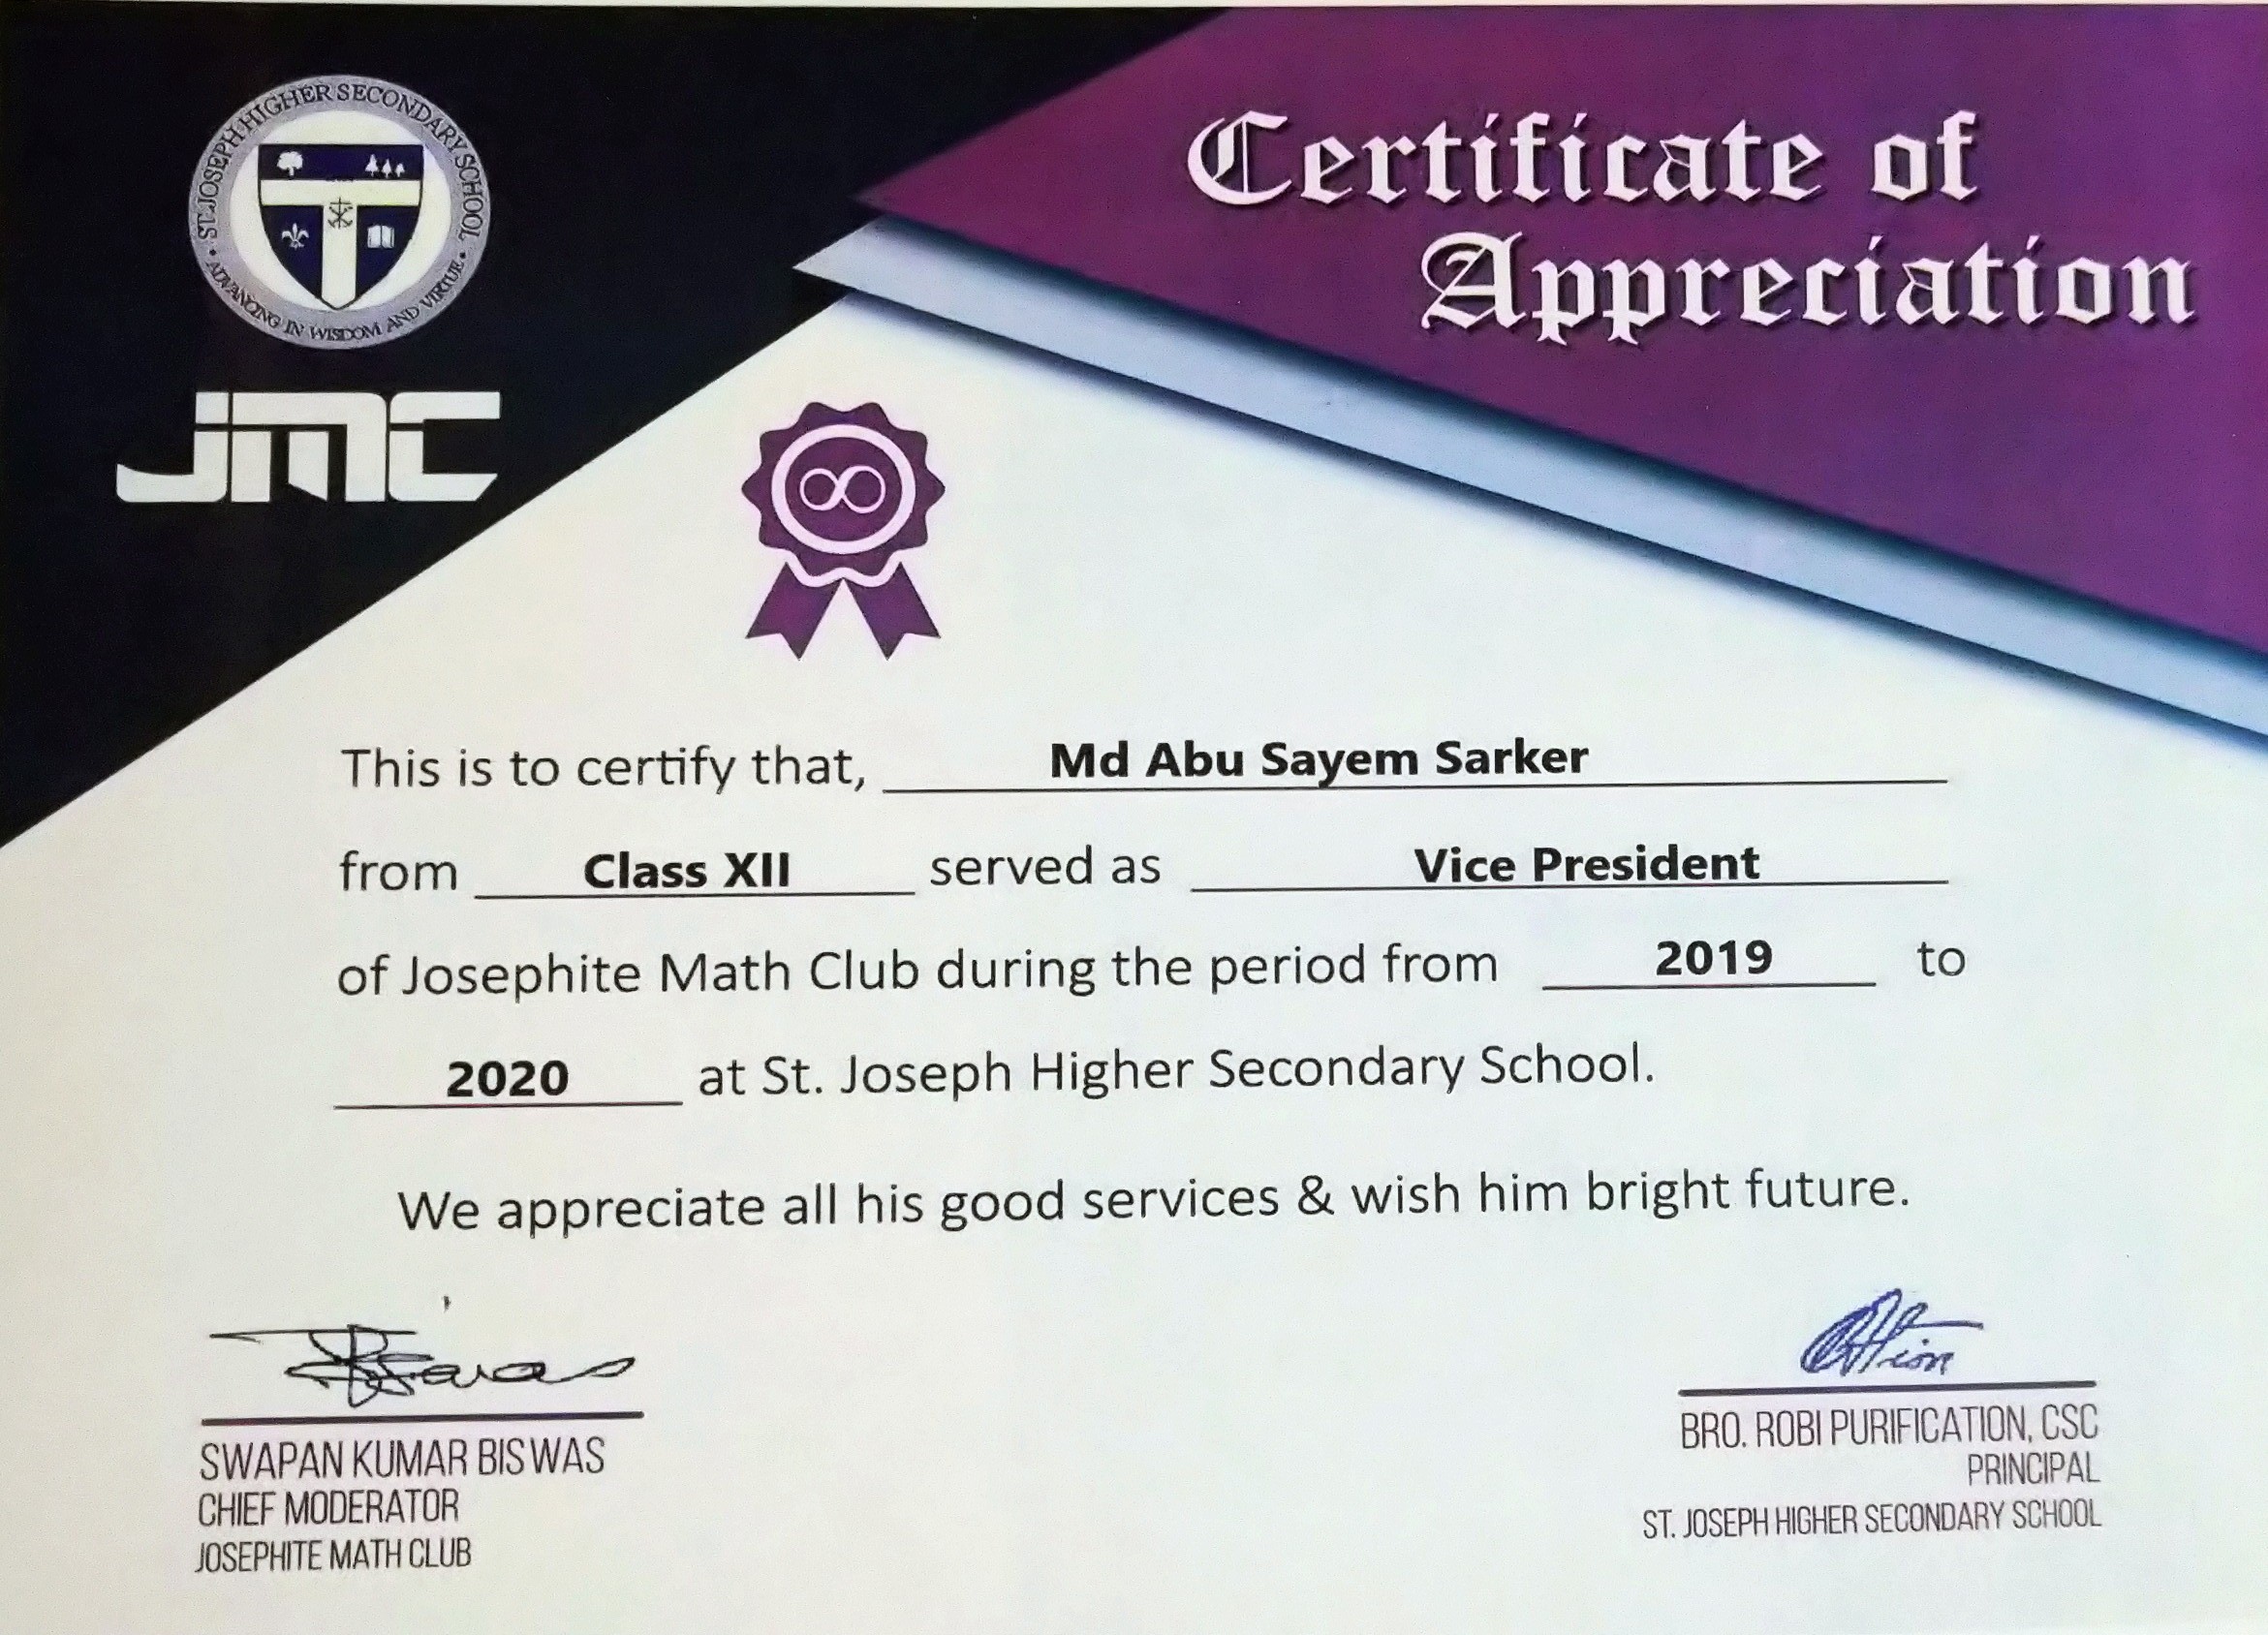 ST. JOSEPH HIGHER SECONDARY SCHOOL
ADVANCING IN WISDOM AND VIRTUE
JMC
Certificate of
Appreciation
This is to certify that, Md Abu Sayem Sarker
from Class XII served as Vice President
of Josephite Math Club during the period from 2019 to
2020 at St. Joseph Higher Secondary School.
We appreciate all his good services & wish him bright future.
SWAPAN KUMAR BISWAS
CHIEF MODERATOR
JOSEPHITE MATH CLUB
BRO. ROBI PURIFICATION, CSC
PRINCIPAL
ST. JOSEPH HIGHER SECONDARY SCHOOL